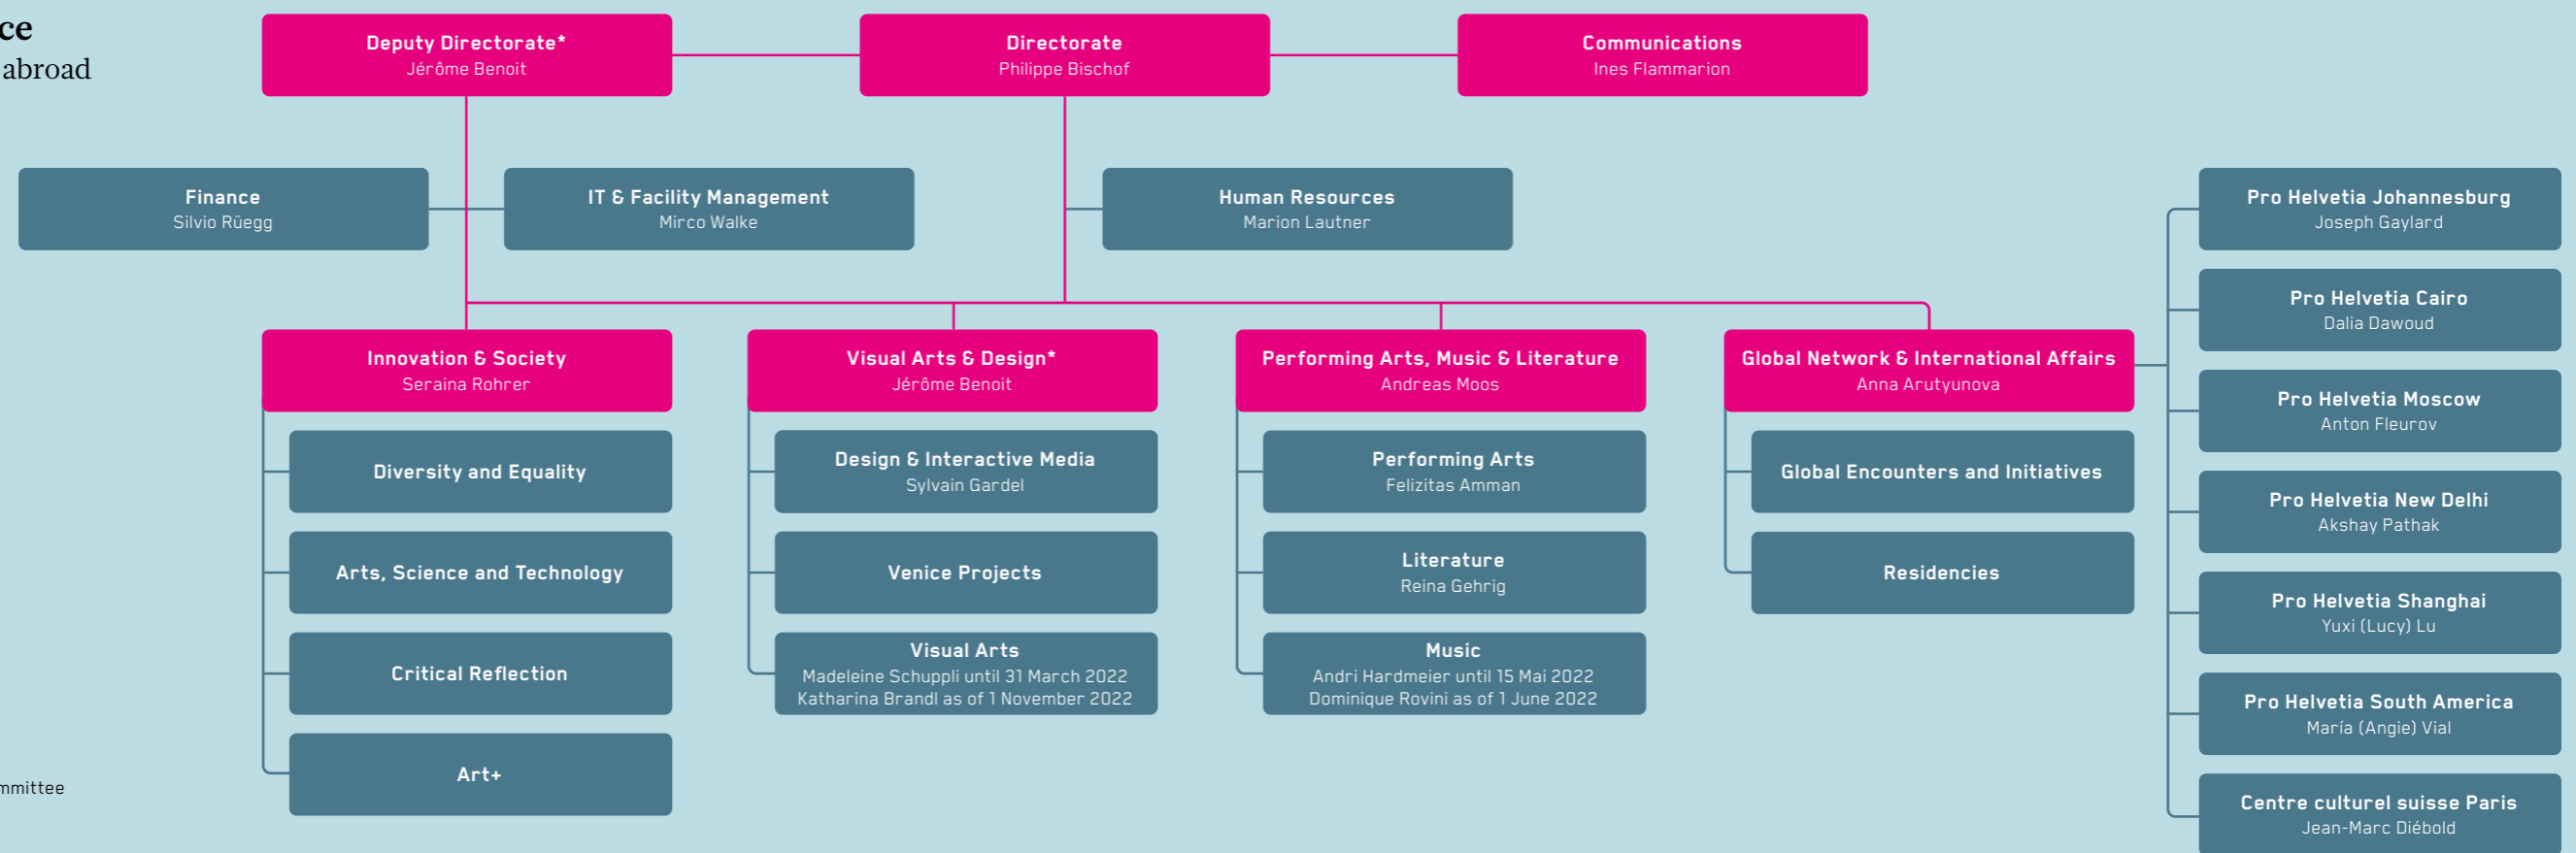 ce
abroad
Deputy Directorate*
Jérôme Benoit
Directorate
Philippe Bischof
Communications
Ines Flammarion
Finance
Silvio Rüegg
IT & Facility Management
Mirco Walke
Human Resources
Marion Lautner
Innovation & Society
Seraina Rohrer
Diversity and Equality
Arts, Science and Technology
Critical Reflection
Art+
Visual Arts & Design*
Jérôme Benoit
Design & Interactive Media
Sylvain Gardel
Venice Projects
Visual Arts
Madeleine Schuppli until 31 March 2022
Katharina Brandl as of 1 November 2022
Performing Arts, Music & Literature
Andreas Moos
Performing Arts
Felizitas Amman
Literature
Reina Gehrig
Music
Andri Hardmeier until 15 Mai 2022
Dominique Rovini as of 1 June 2022
Global Network & International Affairs
Anna Arutyunova
Global Encounters and Initiatives
Residencies
Pro Helvetia Johannesburg
Joseph Gaylard
Pro Helvetia Cairo
Dalia Dawoud
Pro Helvetia Moscow
Anton Fleurov
Pro Helvetia New Delhi
Akshay Pathak
Pro Helvetia Shanghai
Yuxi (Lucy) Lu
Pro Helvetia South America
María (Angie) Vial
Centre culturel suisse Paris
Jean-Marc Diébold
mmittee